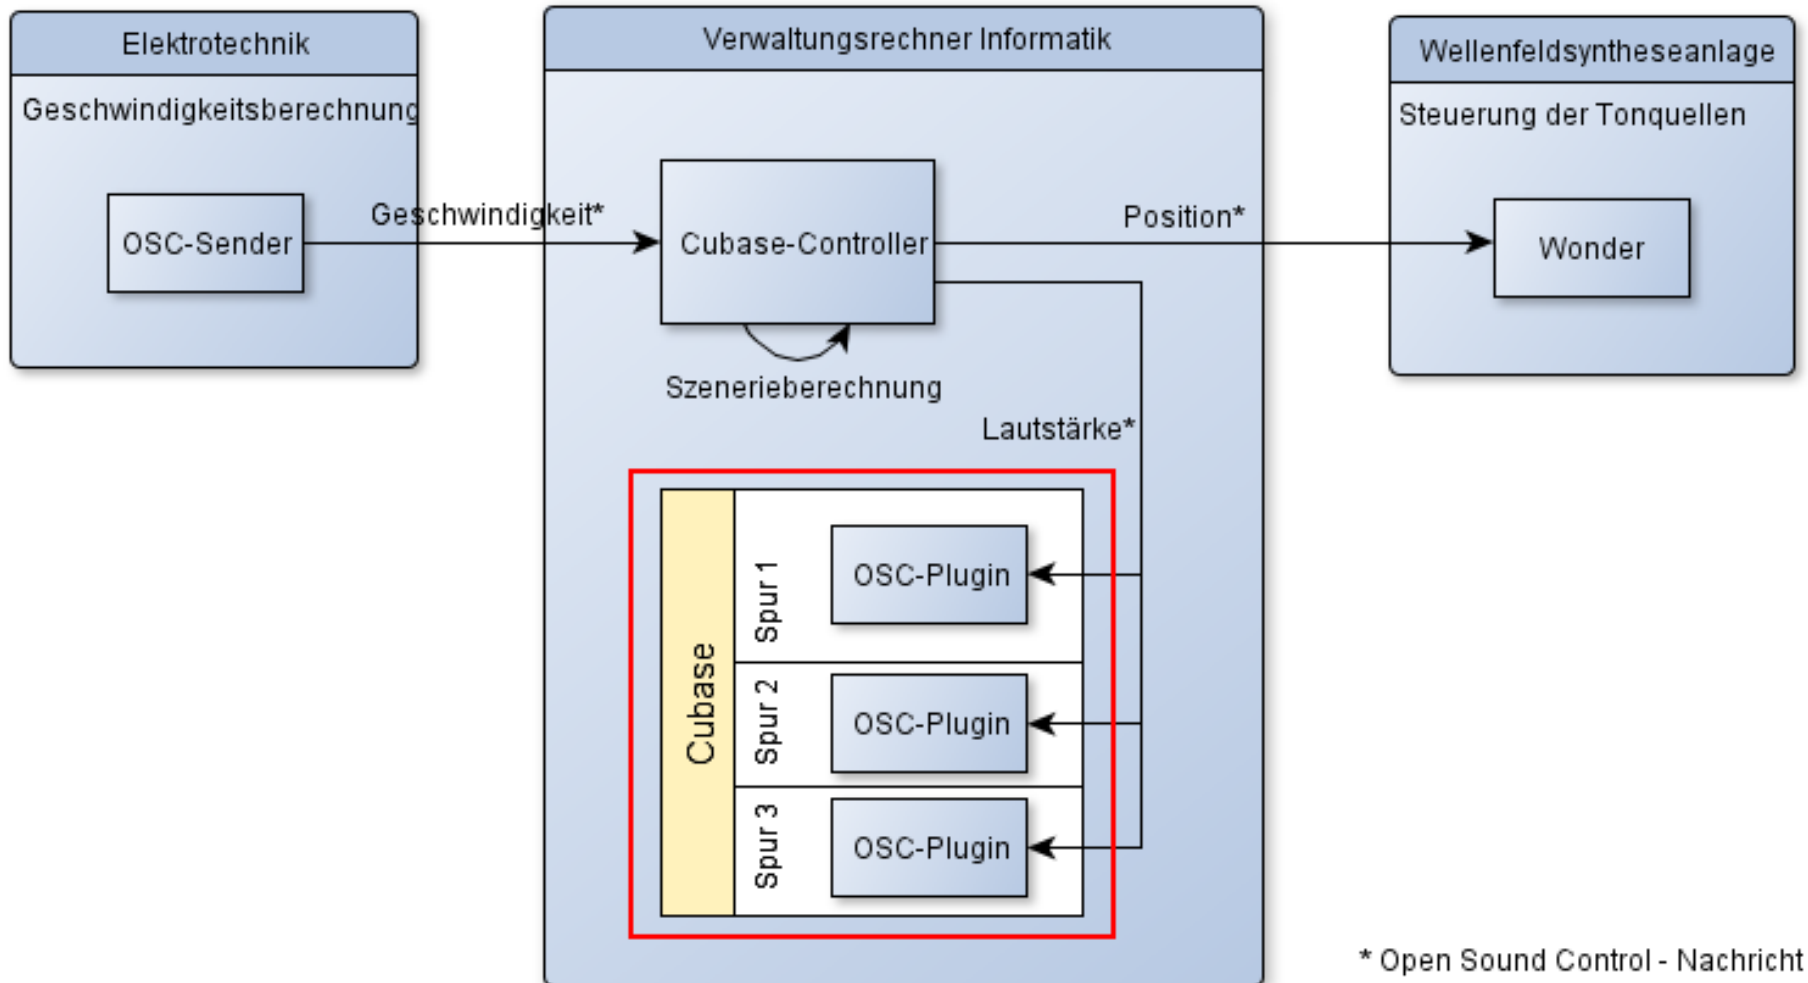 Elektrotechnik
Geschwindigkeitsberechnung
OSC-Sender
Geschwindigkeit*
Verwaltungsrechner Informatik
Cubase-Controller
Szenerieberechnung
Position*
Lautstärke*
Cubase
Spur 1
OSC-Plugin
Spur 2
OSC-Plugin
Spur 3
OSC-Plugin
Wellenfeldsyntheseanlage
Steuerung der Tonquellen
Wonder
* Open Sound Control - Nachricht